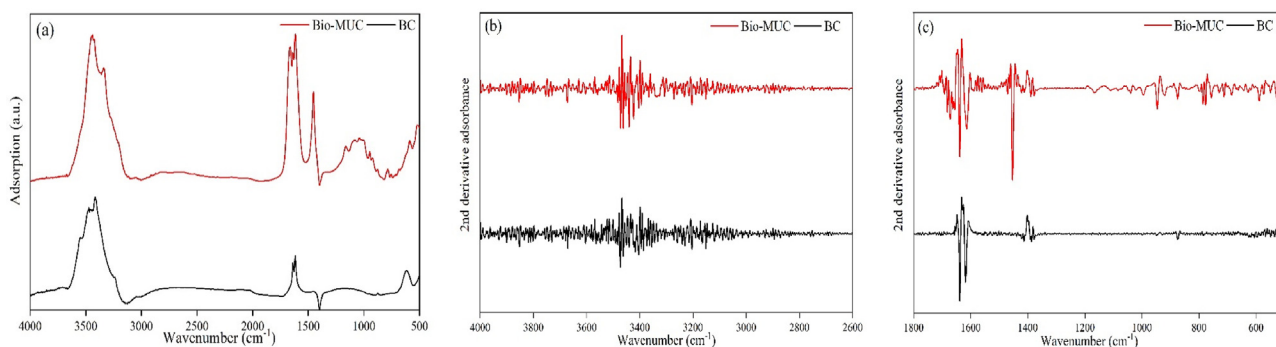 (a)
Bio-MUC
BC
Adsorption (a.u.)
4000 3500 3000 2500 2000 1500 1000 500
Wavenumber (cm⁻¹)
(b)
Bio-MUC
BC
2nd derivative adsorbance
4000 3800 3600 3400 3200 3000 2800 2600
Wavenumber (cm⁻¹)
(c)
Bio-MUC
BC
2nd derivative adsorbance
1800 1600 1400 1200 1000 800 600
Wavenumber (cm⁻¹)